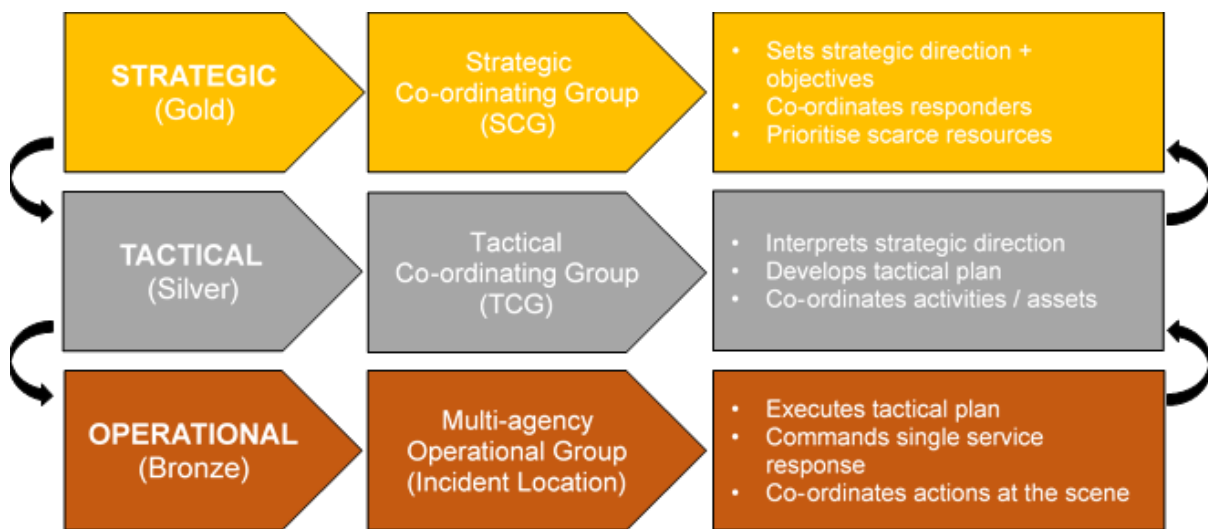 STRATEGIC
(Gold)
Strategic
Co-ordinating Group
(SCG)
• Sets strategic direction +
objectives
• Co-ordinates responders
• Prioritise scarce resources
TACTICAL
(Silver)
Tactical
Co-ordinating Group
(TCG)
• Interprets strategic direction
• Develops tactical plan
• Co-ordinates activities / assets
OPERATIONAL
(Bronze)
Multi-agency
Operational Group
(Incident Location)
• Executes tactical plan
• Commands single service
response
• Co-ordinates actions at the scene